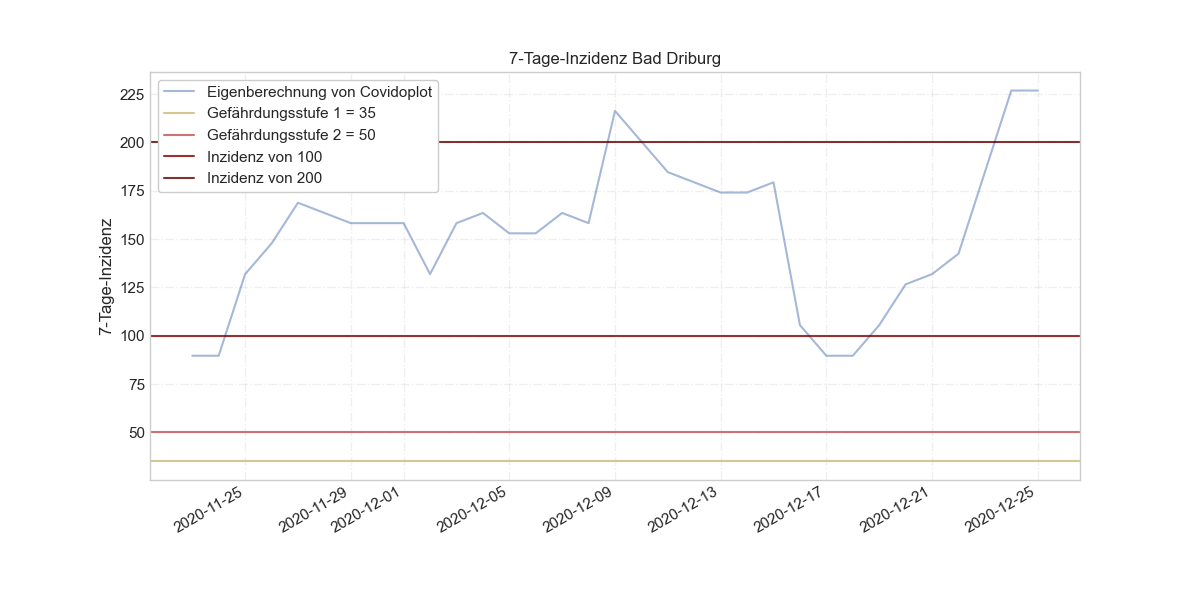 7-Tage-Inzidenz Bad Driburg
Eigenberechnung von Covidoplot
Gefährdungsstufe 1 = 35
Gefährdungsstufe 2 = 50
Inzidenz von 100
Inzidenz von 200
7-Tage-Inzidenz
225
200
175
150
125
100
75
50
2020-11-25
2020-11-29
2020-12-01
2020-12-05
2020-12-09
2020-12-13
2020-12-17
2020-12-21
2020-12-25